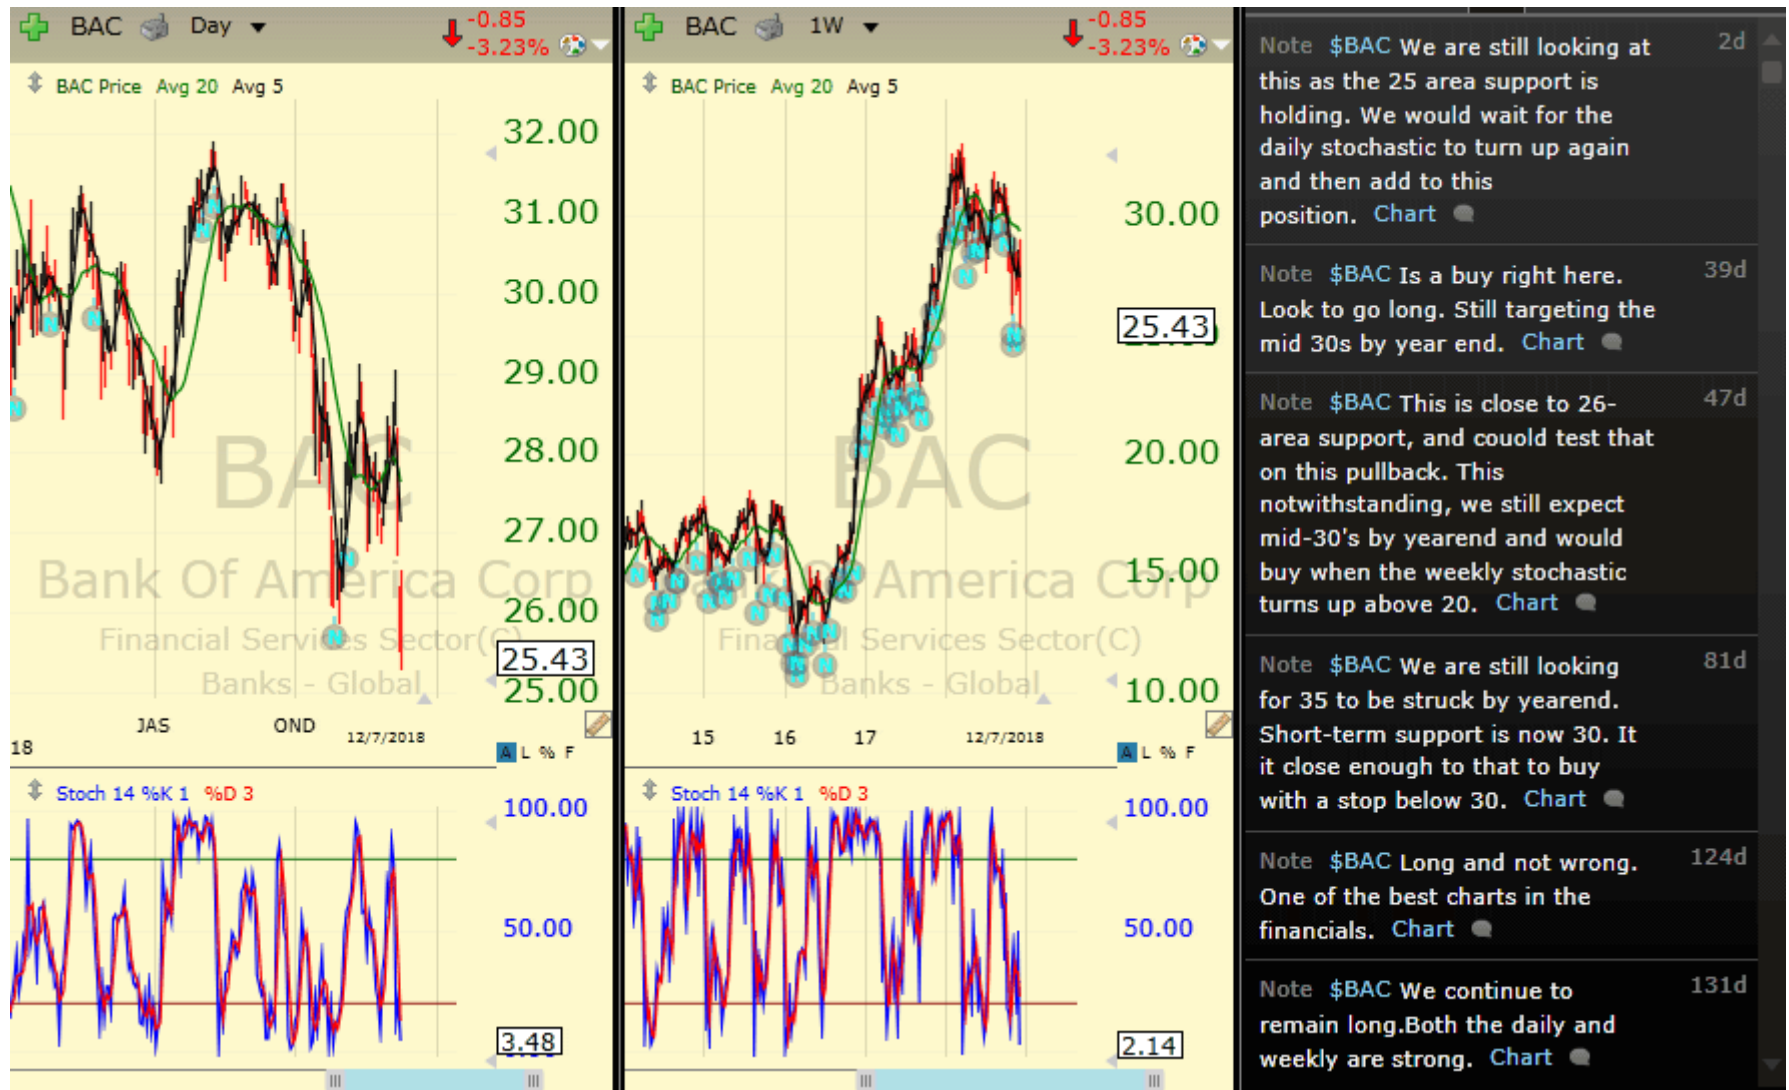 BAC Day
-0.85
-3.23%
BAC Price Avg 20 Avg 5
32.00
31.00
30.00
29.00
28.00
27.00
26.00
25.43
25.00
BAC
Bank Of America Corp
Financial Services Sector(C)
Banks - Global
18 JAS OND 12/7/2018
A L % F
Stoch 14 %K 1 %D 3
100.00
50.00
3.48
BAC 1W
-0.85
-3.23%
BAC Price Avg 20 Avg 5
30.00
25.43
20.00
15.00
10.00
BAC
America Corp
Financial Services Sector(C)
Banks - Global
15 16 17 12/7/2018
A L % F
Stoch 14 %K 1 %D 3
100.00
50.00
2.14
Note $BAC We are still looking at 2d
this as the 25 area support is
holding. We would wait for the
daily stochastic to turn up again
and then add to this
position. Chart
Note $BAC Is a buy right here. 39d
Look to go long. Still targeting the
mid 30s by year end. Chart
Note $BAC This is close to 26- 47d
area support, and couold test that
on this pullback. This
notwithstanding, we still expect
mid-30's by yearend and would
buy when the weekly stochastic
turns up above 20. Chart
Note $BAC We are still looking 81d
for 35 to be struck by yearend.
Short-term support is now 30. It
it close enough to that to buy
with a stop below 30. Chart
Note $BAC Long and not wrong. 124d
One of the best charts in the
financials. Chart
Note $BAC We continue to 131d
remain long.Both the daily and
weekly are strong. Chart